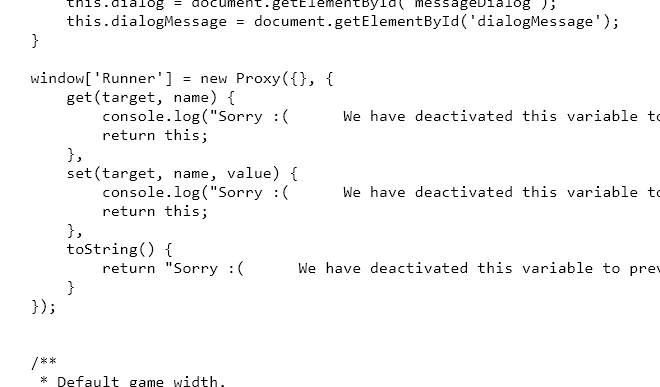 this.dialog = document.getElementById('messageDialog');
this.dialogMessage = document.getElementById('dialogMessage');
}
window['Runner'] = new Proxy({}, {
get(target, name) {
console.log("Sorry :(      We have deactivated this variable to
return this;
},
set(target, name, value) {
console.log("Sorry :(      We have deactivated this variable to
return this;
},
toString() {
return "Sorry :(      We have deactivated this variable to prev
}
});
/**
* Default game width.